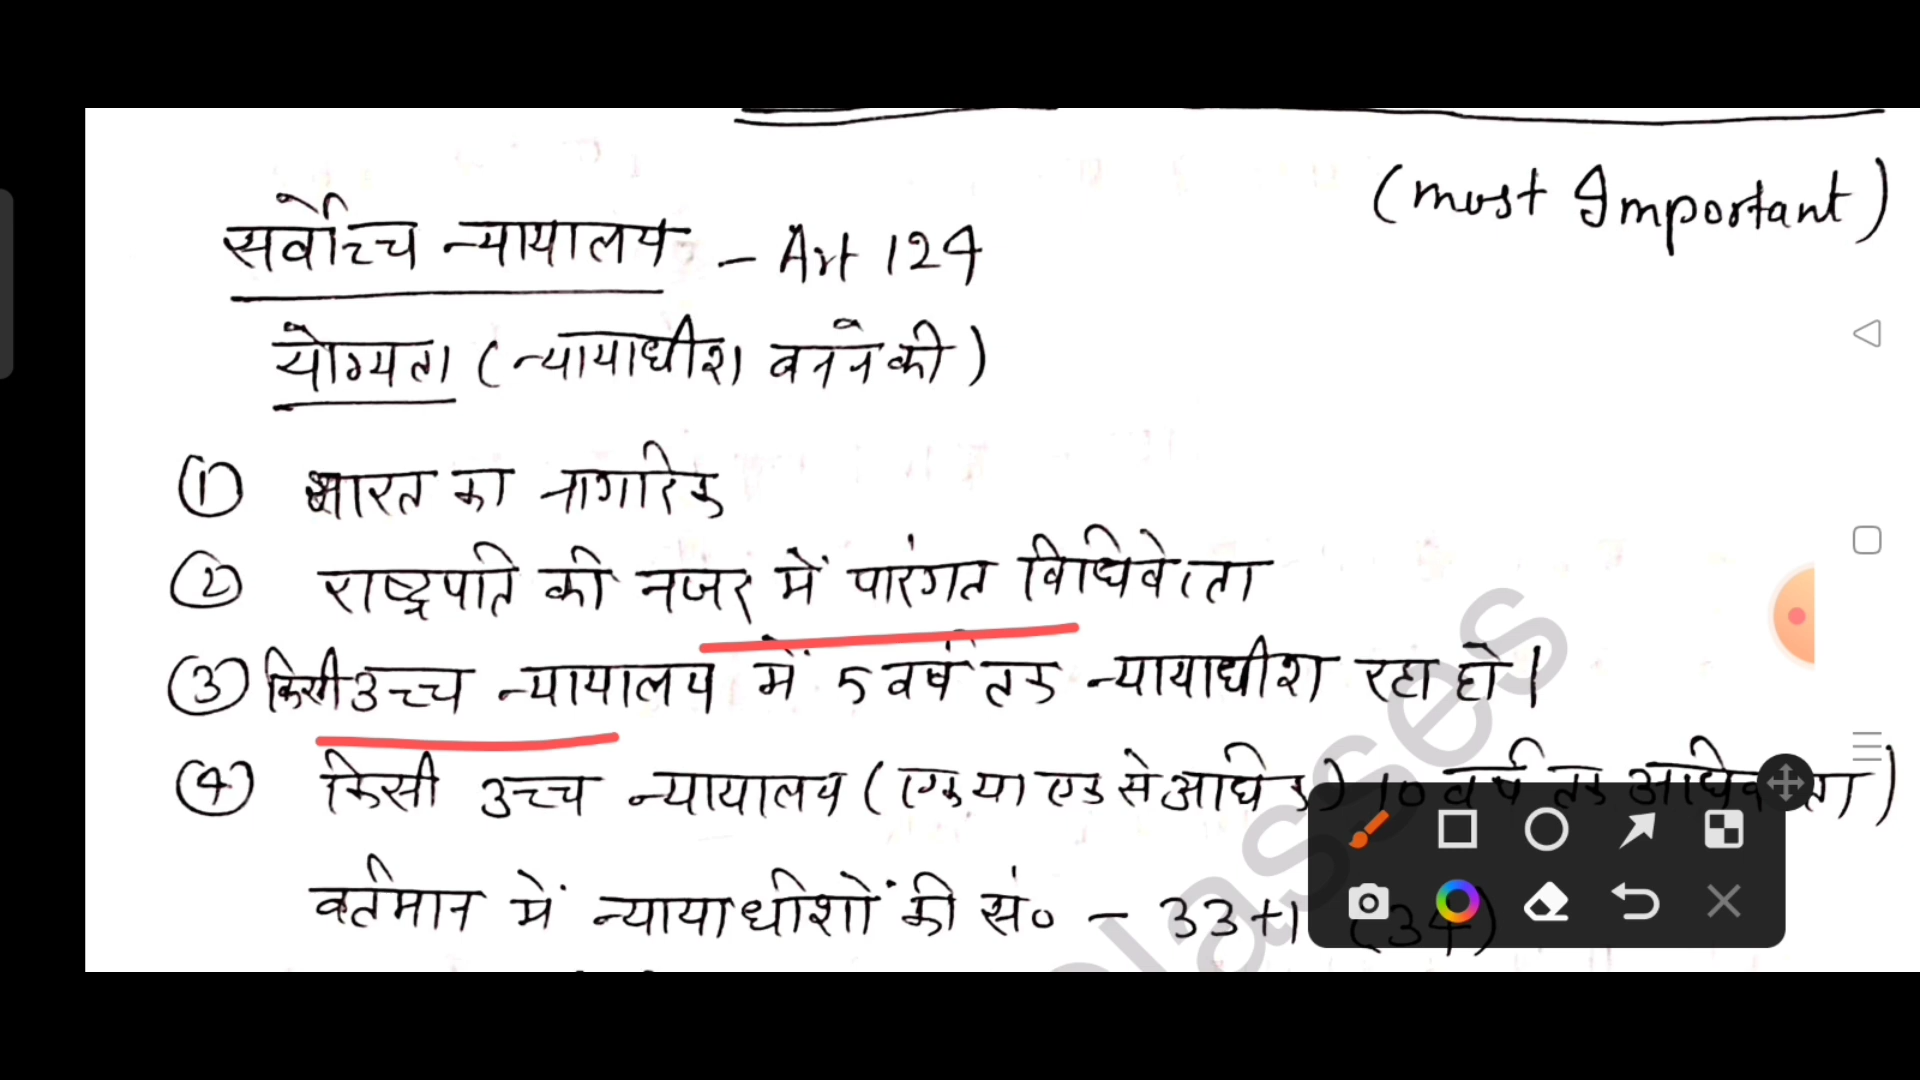 (most Important)
सर्वोच्च न्यायालय - Art 124
योग्यता (न्यायाधीश बनने की)
① भारत का नागरिक
② राष्ट्रपति की नजर में पारंगत विधिवेत्ता
③ किसी उच्च न्यायालय में 5 वर्ष तक न्यायाधीश रहा हो।
④ किसी उच्च न्यायालय (एक या एक से अधिक) 10 वर्ष तक अधिवक्ता)
वर्तमान में न्यायाधीशों की सं० - 33+1 (34)
classes